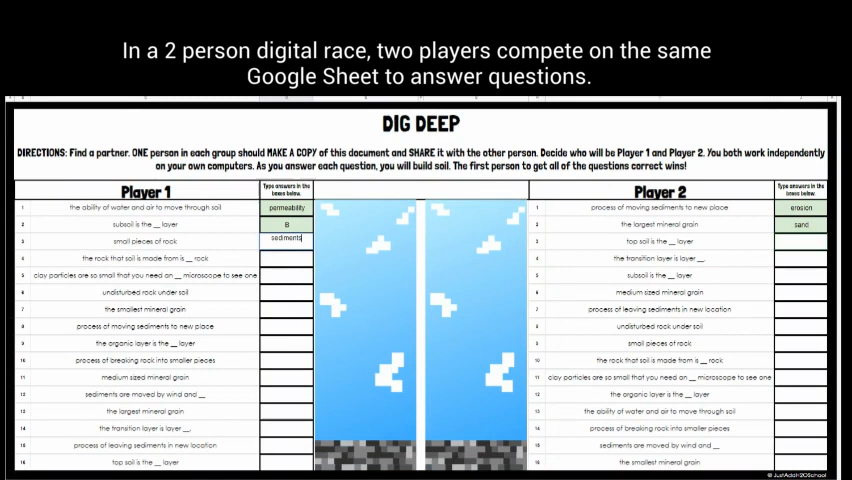 In a 2 person digital race, two players compete on the same
Google Sheet to answer questions.
DIG DEEP
DIRECTIONS: Find a partner. ONE person in each group should MAKE A COPY of this document and SHARE it with the other person. Decide who will be Player 1 and Player 2. You both work independently
on your own computers. As you answer each question, you will build soil. The first person to get all of the questions correct wins!
Player 1
Type answers in the
boxes below.
1 the ability of water and air to move through soil permeability
2 subsoil is the __ layer B
3 small pieces of rock sediments
4 the rock that soil is made from is __ rock
5 clay particles are so small that you need an __ microscope to see one
6 undisturbed rock under soil
7 the smallest mineral grain
8 process of moving sediments to new place
9 the organic layer is the __ layer
10 process of breaking rock into smaller pieces
11 medium sized mineral grain
12 sediments are moved by wind and __
13 the largest mineral grain
14 the transition layer is layer __.
15 process of leaving sediments in new location
16 top soil is the __ layer
Player 2
Type answers in the
boxes below.
1 process of moving sediments to new place erosion
2 the largest mineral grain sand
3 top soil is the __ layer
4 the transition layer is layer __.
5 subsoil is the __ layer
6 medium sized mineral grain
7 process of leaving sediments in new location
8 undisturbed rock under soil
9 small pieces of rock
10 the rock that soil is made from is __ rock
11 clay particles are so small that you need an __ microscope to see one
12 the organic layer is the __ layer
13 the ability of water and air to move through soil
14 process of breaking rock into smaller pieces
15 sediments are moved by wind and __
16 the smallest mineral grain
© JustAddH2OSchool